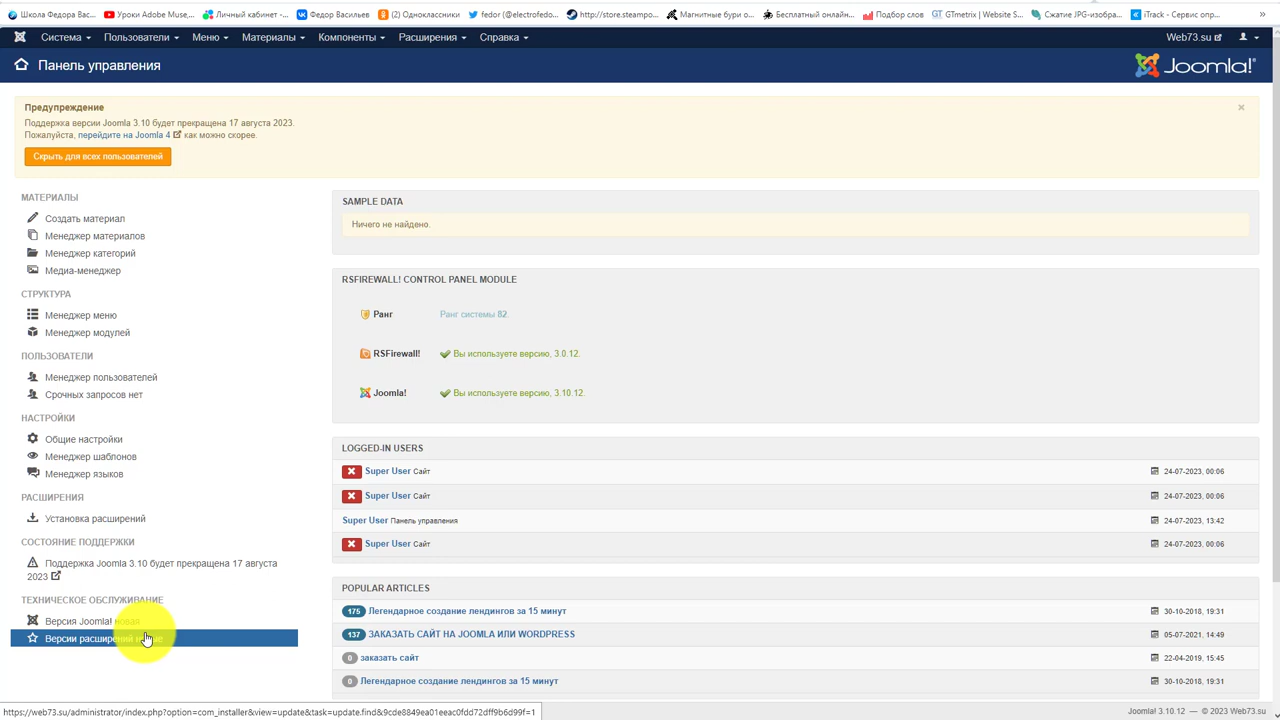 Школа Федора Вас... Уроки Adobe Muse,... Личный кабинет -... Федор Васильев (2) Одноклассники fedor (@electrofedo... http://store.steampo... Магнитные бури о... Бесплатный онлайн... Подбор слов GTmetrix | Website S... Сжатие JPG-изобра... iTrack - Сервис опр... »
Система Пользователи Меню Материалы Компоненты Расширения Справка Web73.su
Панель управления Joomla!
Предупреждение ×
Поддержка версии Joomla 3.10 будет прекращена 17 августа 2023.
Пожалуйста, перейдите на Joomla 4 как можно скорее.
Скрыть для всех пользователей
МАТЕРИАЛЫ
Создать материал
Менеджер материалов
Менеджер категорий
Медиа-менеджер
СТРУКТУРА
Менеджер меню
Менеджер модулей
ПОЛЬЗОВАТЕЛИ
Менеджер пользователей
Срочных запросов нет
НАСТРОЙКИ
Общие настройки
Менеджер шаблонов
Менеджер языков
РАСШИРЕНИЯ
Установка расширений
СОСТОЯНИЕ ПОДДЕРЖКИ
Поддержка Joomla 3.10 будет прекращена 17 августа
2023
ТЕХНИЧЕСКОЕ ОБСЛУЖИВАНИЕ
Версия Joomla! новая
Версии расширений новые
SAMPLE DATA
Ничего не найдено.
RSFIREWALL! CONTROL PANEL MODULE
Ранг Ранг системы 82.
RSFirewall! Вы используете версию, 3.0.12.
Joomla! Вы используете версию, 3.10.12.
LOGGED-IN USERS
Super User Сайт 24-07-2023, 00:06
Super User Сайт 24-07-2023, 00:06
Super User Панель управления 24-07-2023, 13:42
Super User Сайт 24-07-2023, 00:06
POPULAR ARTICLES
175 Легендарное создание лендингов за 15 минут 30-10-2018, 19:31
137 ЗАКАЗАТЬ САЙТ НА JOOMLA ИЛИ WORDPRESS 5-07-2021, 14:49
0 заказать сайт 22-04-2019, 15:45
0 Легендарное создание лендингов за 15 минут 30-10-2018, 19:31
https://web73.su/administrator/index.php?option=com_installer&view=update&task=update.find&9cde8849ea01eeac0fdd72dff9b6d99f=1
Joomla! 3.10.12 — © 2023 Web73.su